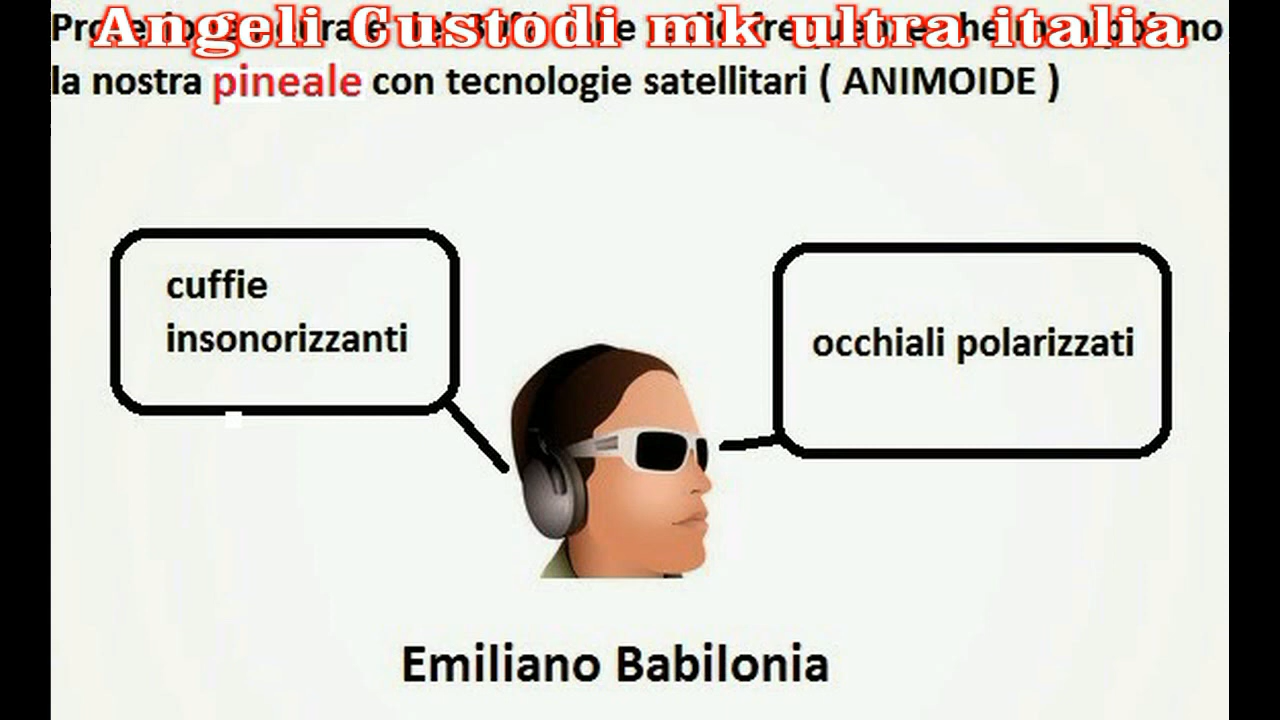 Angeli Custodi mk ultra italia
la nostra pineale con tecnologie satellitari ( ANIMOIDE )
cuffie
insonorizzanti
occhiali polarizzati
Emiliano Babilonia